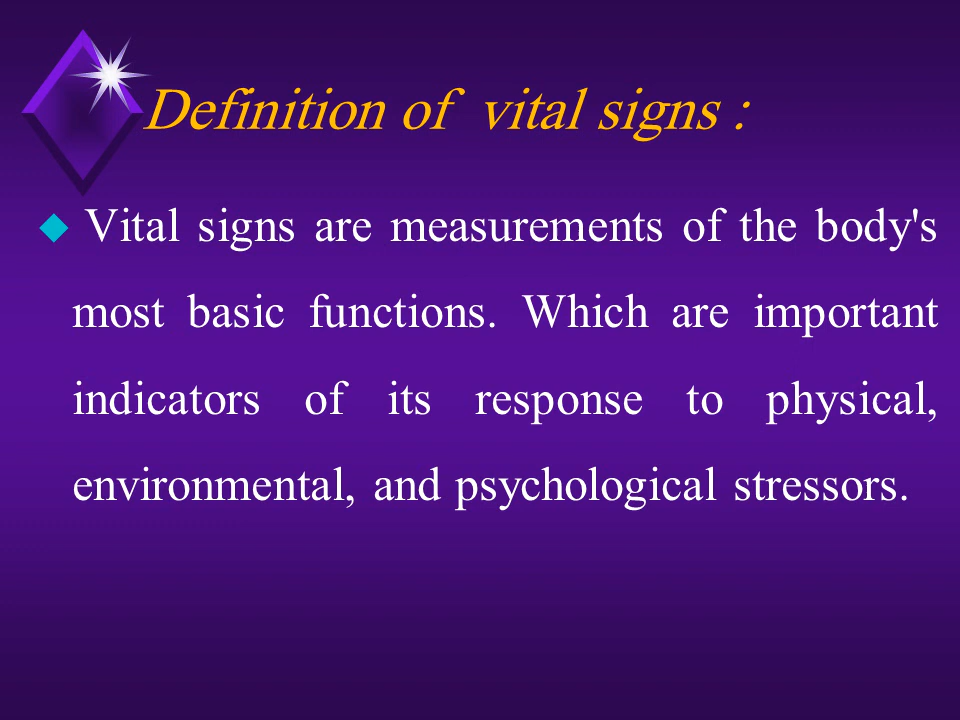 Definition of vital signs :
Vital signs are measurements of the body's
most basic functions. Which are important
indicators of its response to physical,
environmental, and psychological stressors.